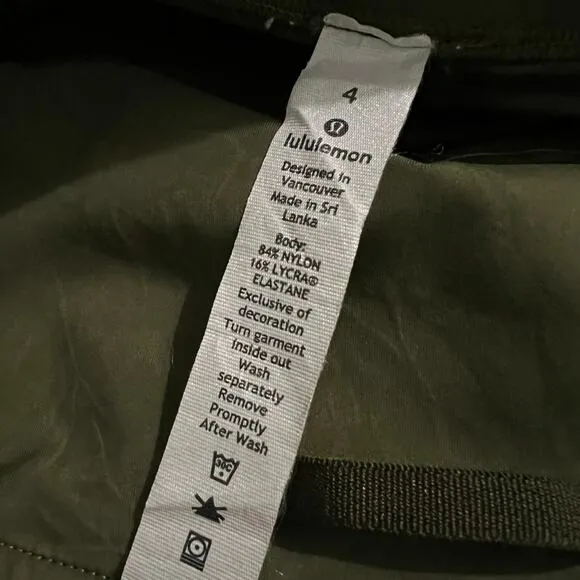 4
lululemon
Designed in
Vancouver
Made in Sri
Lanka
Body:
84% NYLON
16% LYCRA®
ELASTANE
Exclusive of
decoration
Turn garment
inside out
Wash
separately
Remove
Promptly
After Wash
30C